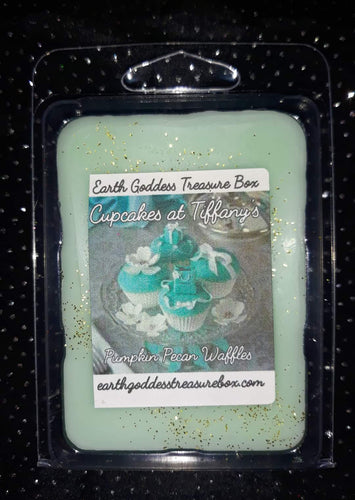 Earth Goddess Treasure Box
Cupcakes at Tiffany's
Pumpkin Pecan Waffles
earthgoddesstreasurebox.com